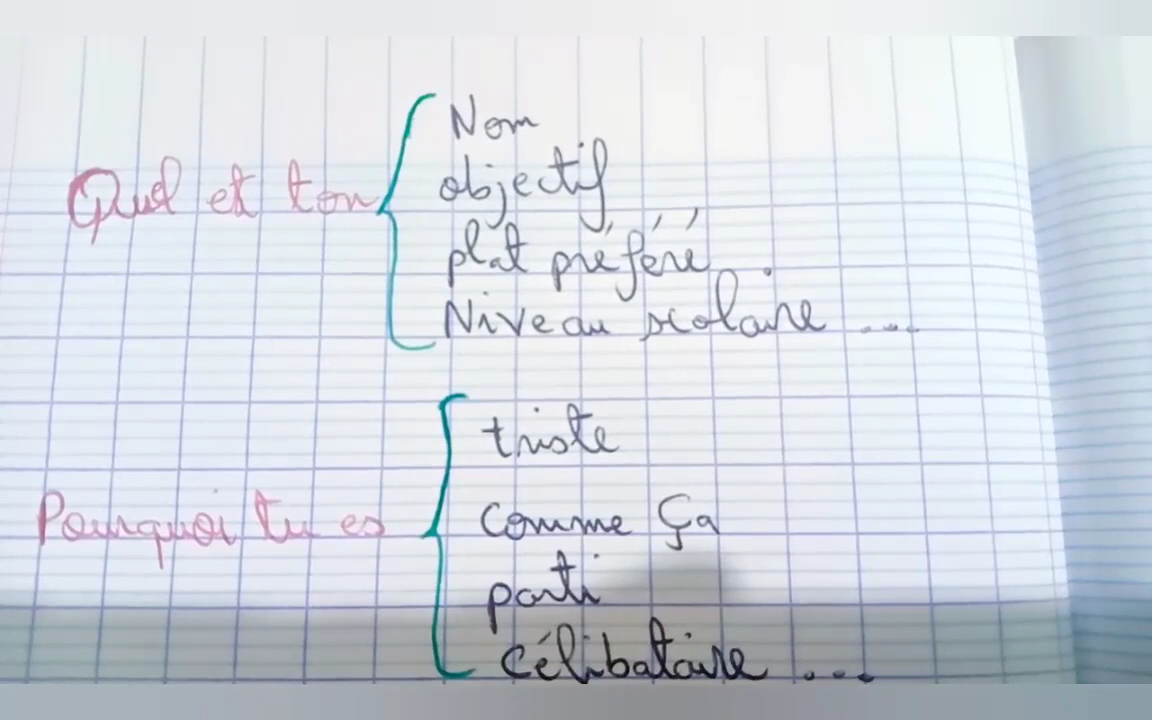 Nom
objectif
Quel et ton
plat préféré
Niveau scolaire ...
triste
Pourquoi tu es
comme ça
parti
célibataire ...